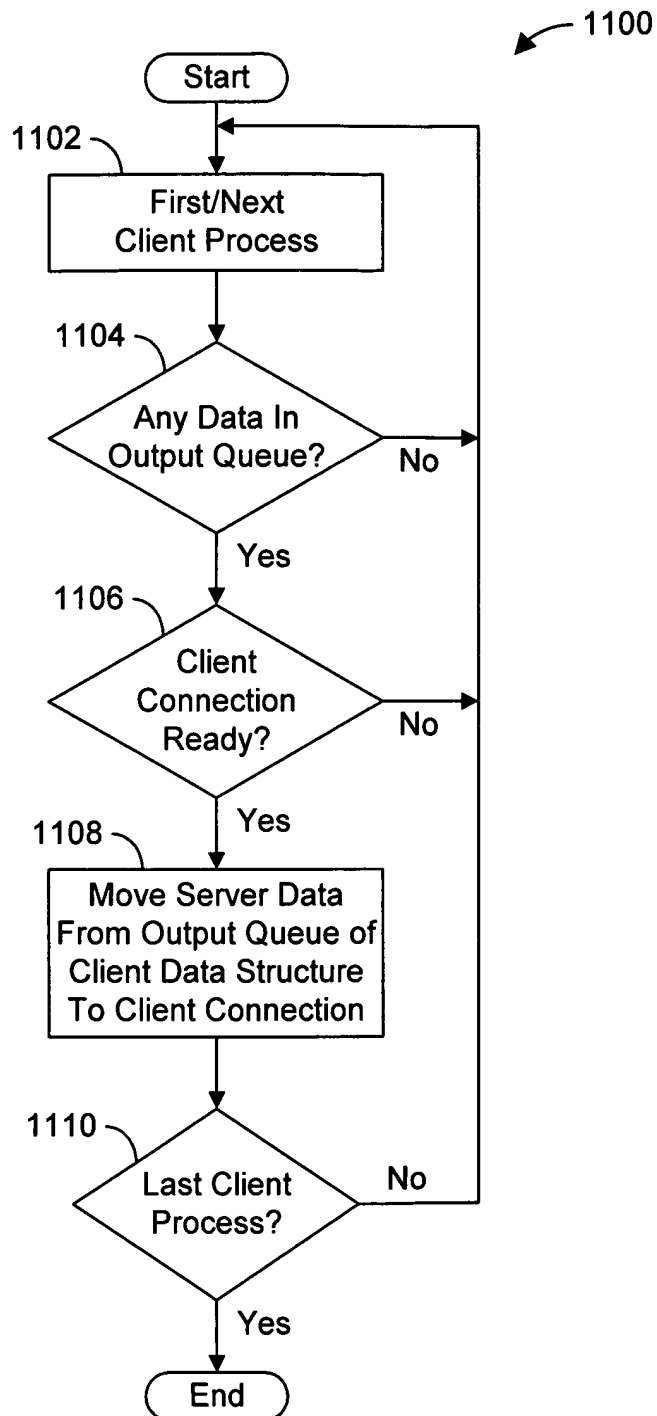 1100
Start
1102
First/Next
Client Process
1104
Any Data In
Output Queue?
No
Yes
1106
Client
Connection
Ready?
No
Yes
1108
Move Server Data
From Output Queue of
Client Data Structure
To Client Connection
1110
Last Client
Process?
No
Yes
End